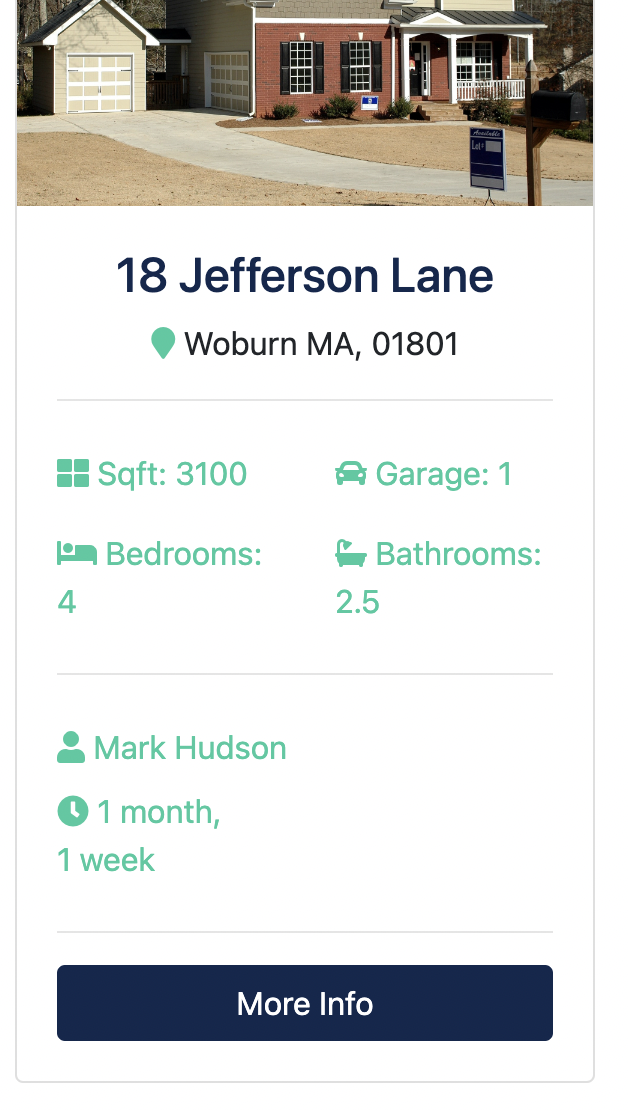 Available
Lot#
18 Jefferson Lane
Woburn MA, 01801
Sqft: 3100
Garage: 1
Bedrooms:
4
Bathrooms:
2.5
Mark Hudson
1 month,
1 week
More Info